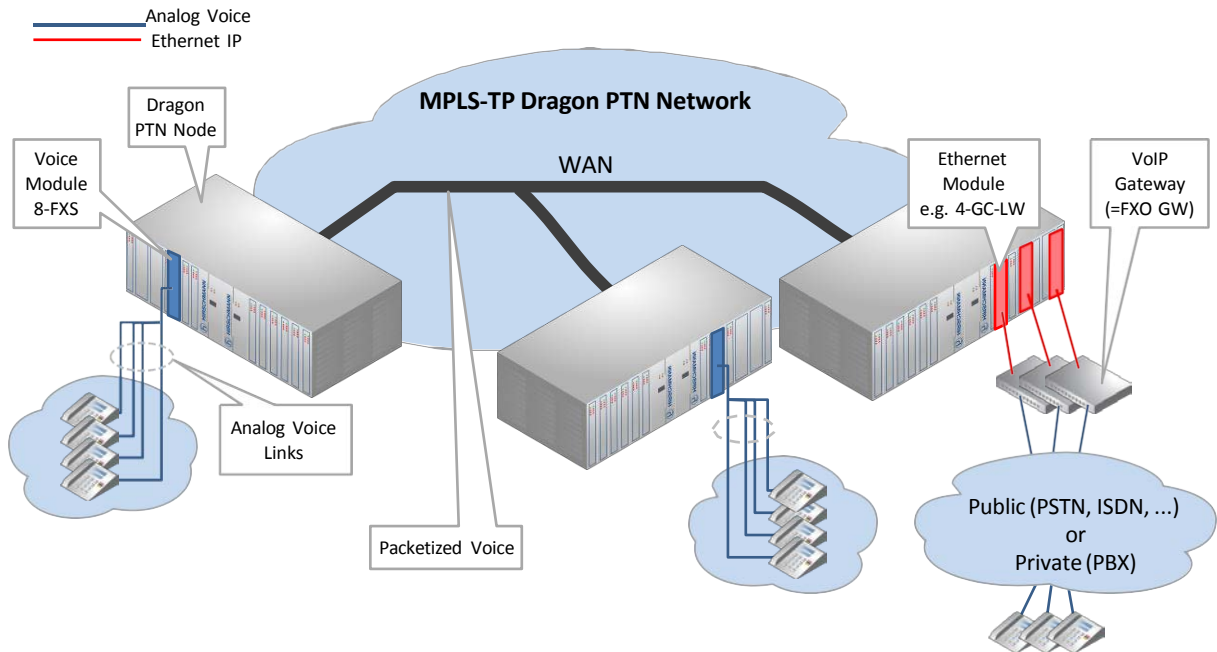 Analog Voice
Ethernet IP
MPLS-TP Dragon PTN Network
Dragon
PTN Node
Voice
Module
8-FXS
WAN
Ethernet
Module
e.g. 4-GC-LW
VoIP
Gateway
(=FXO GW)
Analog Voice
Links
Packetized Voice
Public (PSTN, ISDN, ...)
or
Private (PBX)